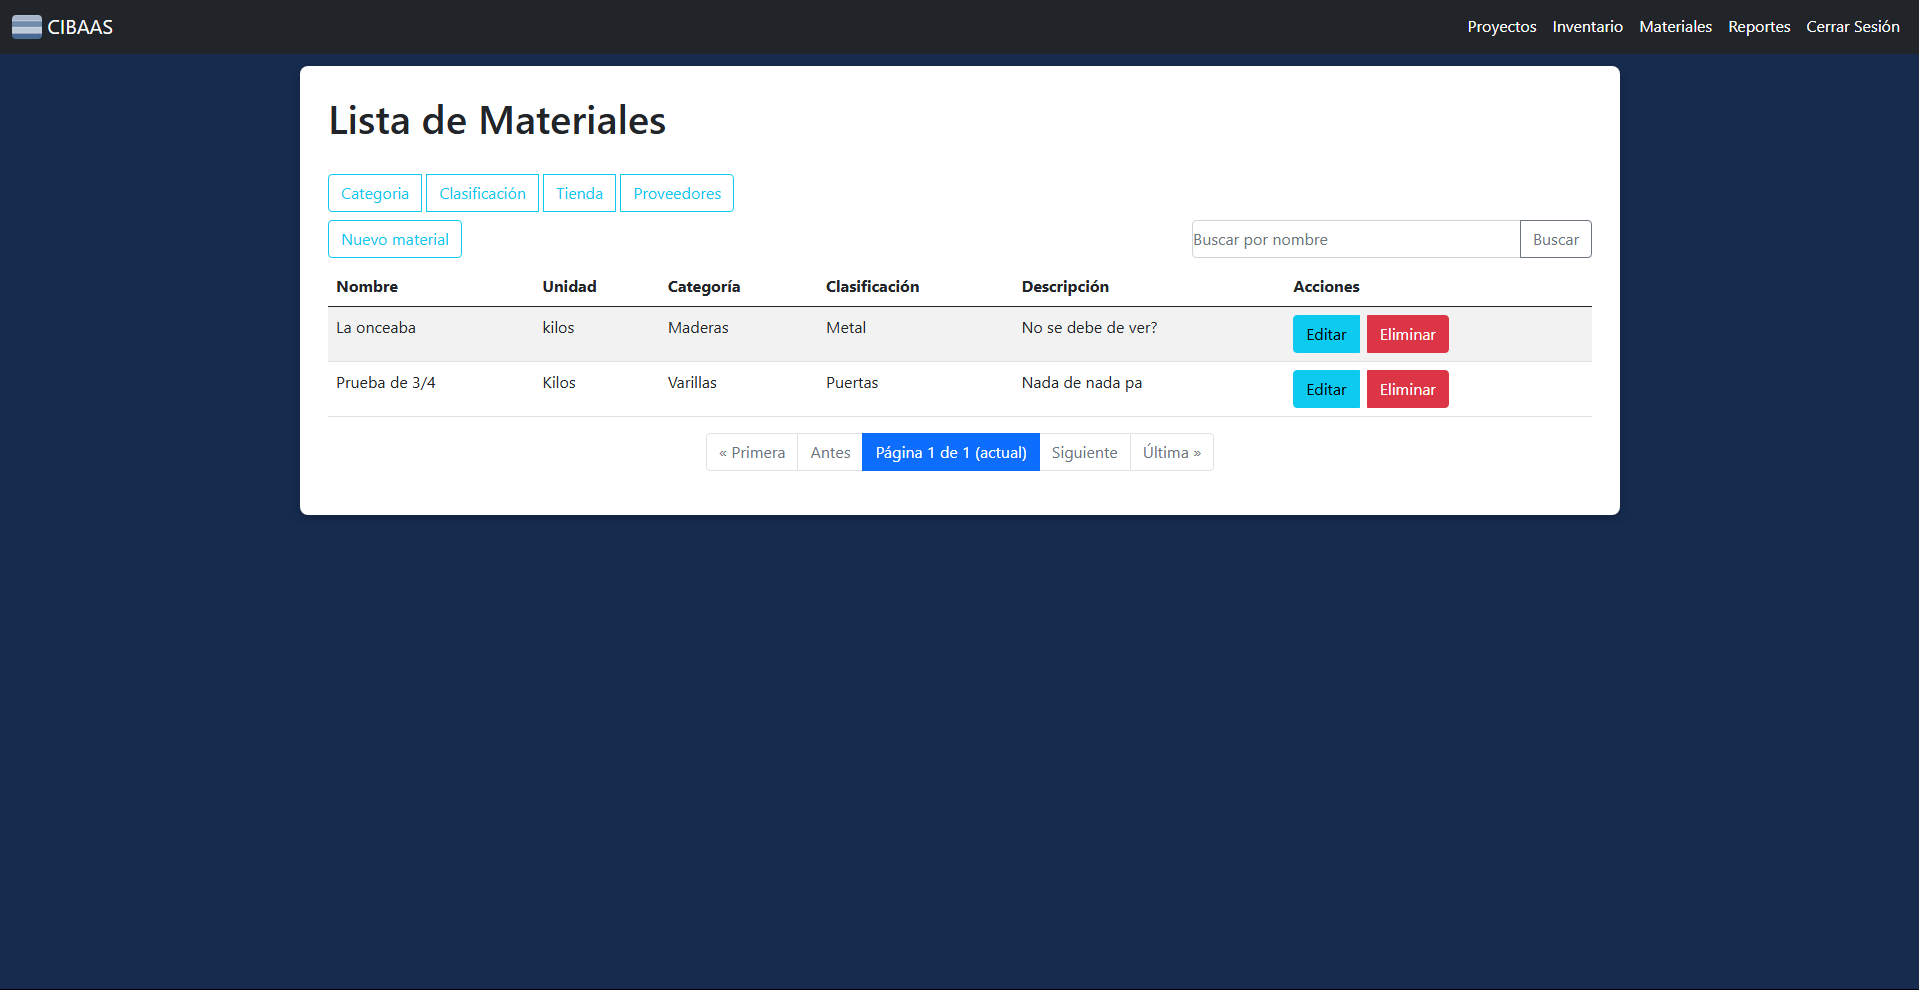 CIBAAS Proyectos Inventario Materiales Reportes Cerrar Sesión
Lista de Materiales
Categoria Clasificación Tienda Proveedores
Nuevo material Buscar por nombre Buscar
Nombre Unidad Categoría Clasificación Descripción Acciones
La onceaba kilos Maderas Metal No se debe de ver? Editar Eliminar
Prueba de 3/4 Kilos Varillas Puertas Nada de nada pa Editar Eliminar
« Primera Antes Página 1 de 1 (actual) Siguiente Última »